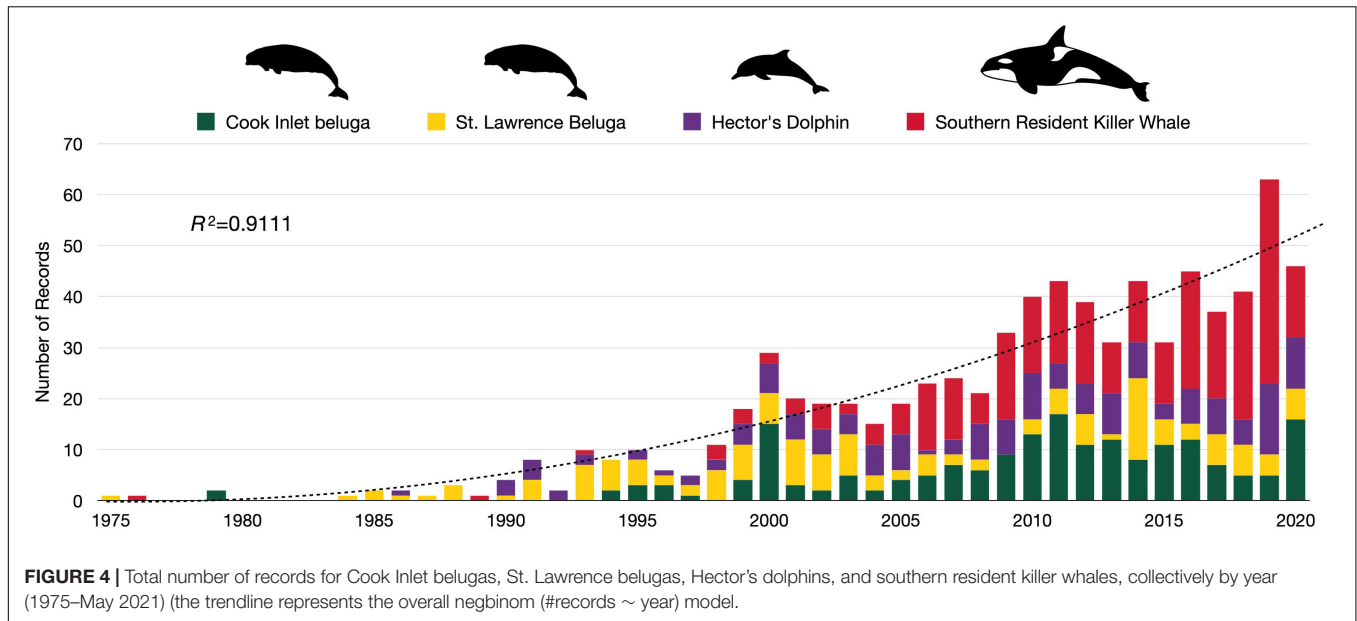 Cook Inlet beluga
St. Lawrence Beluga
Hector's Dolphin
Southern Resident Killer Whale
70
60
50
40
30
20
10
0
Number of Records
R²=0.9111
1975
1980
1985
1990
1995
2000
2005
2010
2015
2020
FIGURE 4 | Total number of records for Cook Inlet belugas, St. Lawrence belugas, Hector's dolphins, and southern resident killer whales, collectively by year
(1975–May 2021) (the trendline represents the overall negbinom (#records ~ year) model.